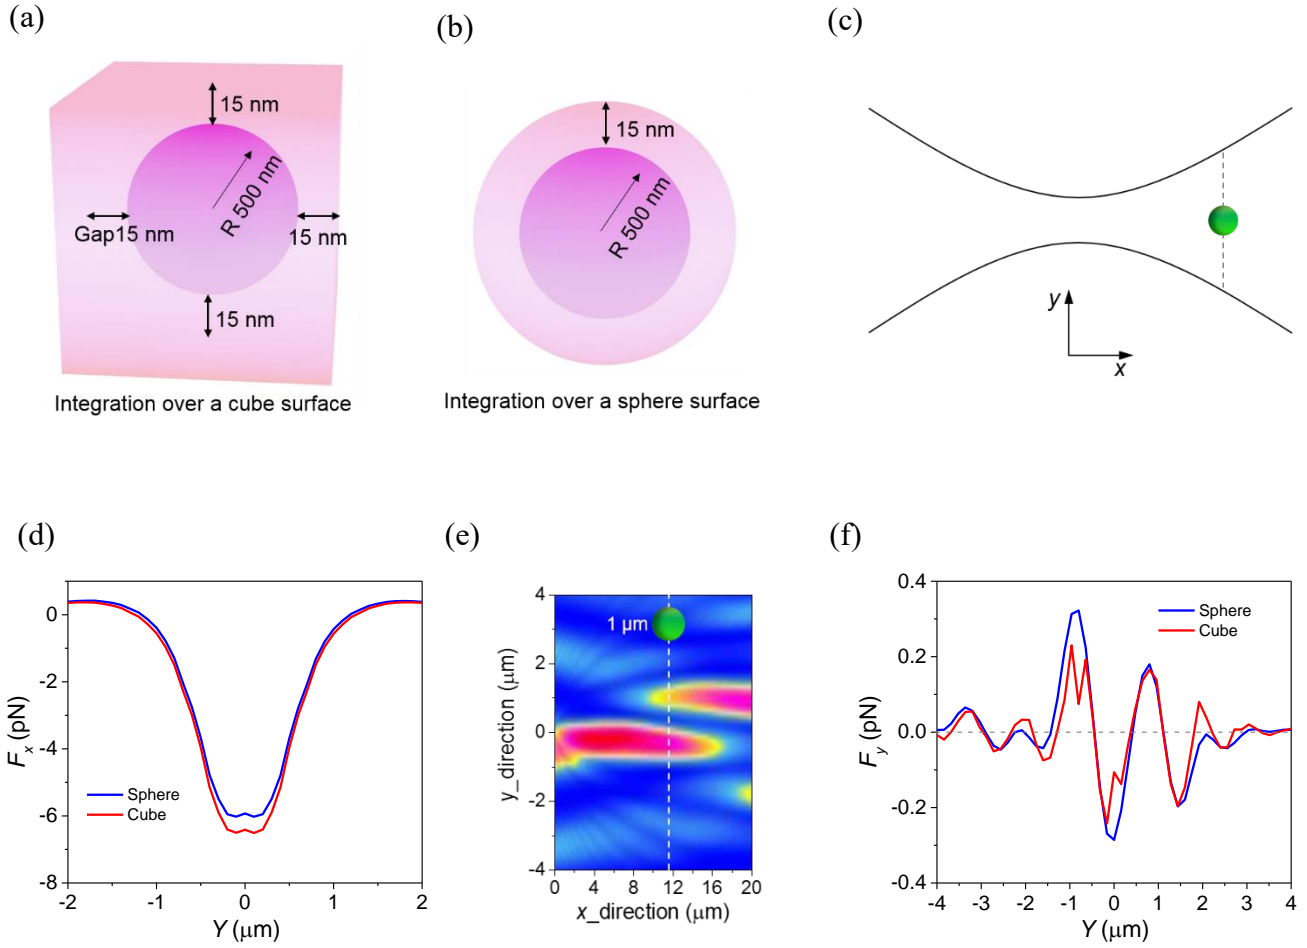 (a)
15 nm
R 500 nm
Gap15 nm
15 nm
15 nm
Integration over a cube surface
(b)
15 nm
R 500 nm
Integration over a sphere surface
(c)
y
x
(d)
0
-2
-4
-6
-8
Fx (pN)
Sphere
Cube
-2
-1
0
1
2
Y (μm)
(e)
4
2
0
-2
-4
y_direction (μm)
1 μm
0
4
8
12
16
20
x_direction (μm)
(f)
0.4
0.2
0.0
-0.2
-0.4
Fy (pN)
Sphere
Cube
-4
-3
-2
-1
0
1
2
3
4
Y (μm)